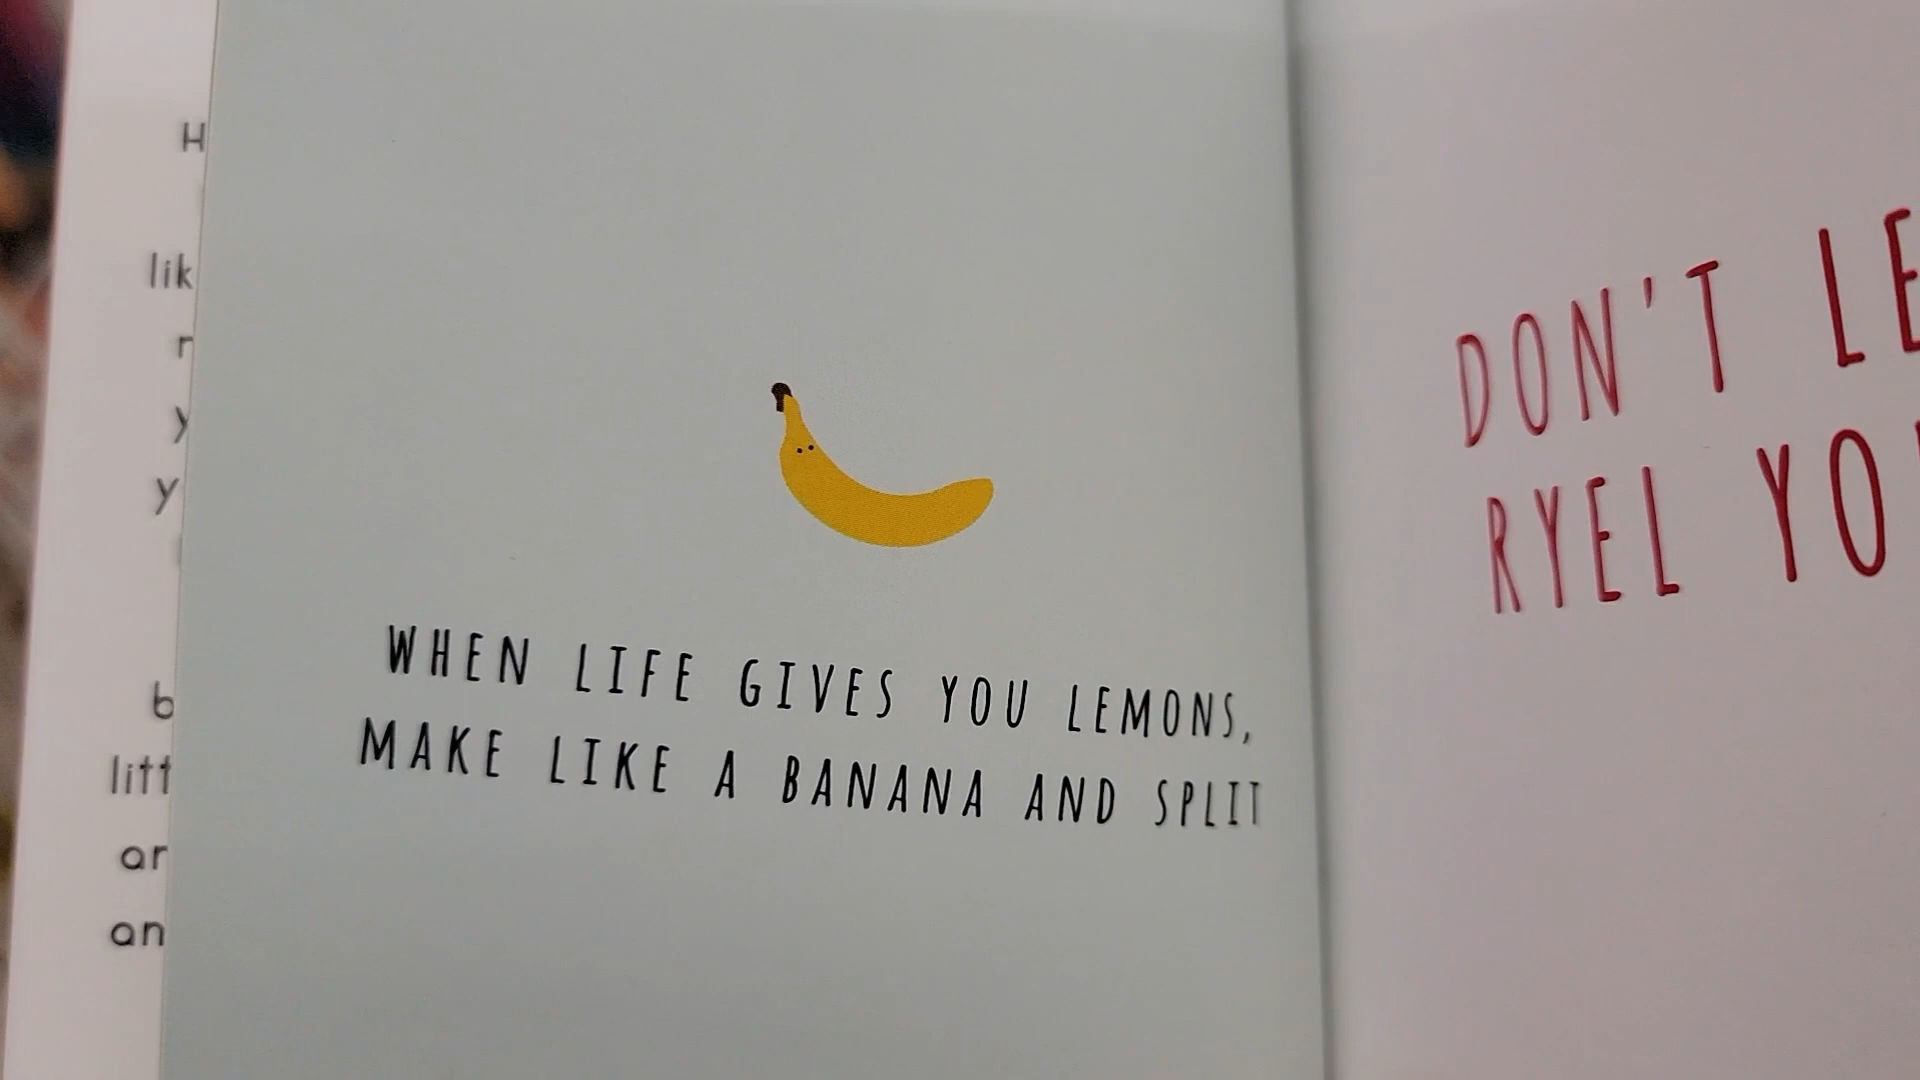 WHEN LIFE GIVES YOU LEMONS,
MAKE LIKE A BANANA AND SPLIT
DON'T LE
RYEL YO